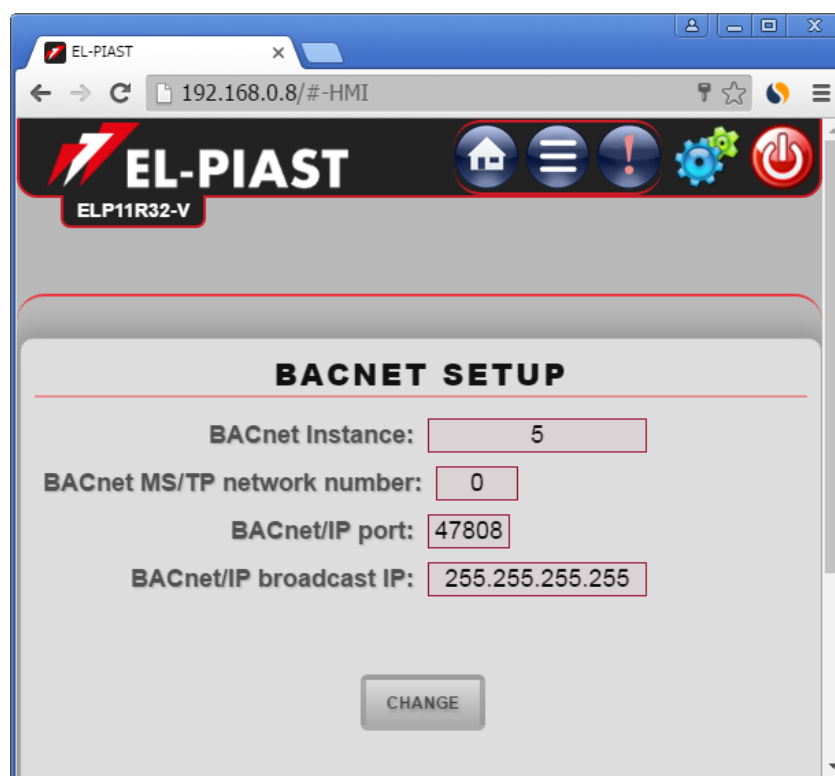 EL-PIAST
192.168.0.8/#-HMI
EL-PIAST
ELP11R32-V
BACNET SETUP
BACnet Instance: 5
BACnet MS/TP network number: 0
BACnet/IP port: 47808
BACnet/IP broadcast IP: 255.255.255.255
CHANGE